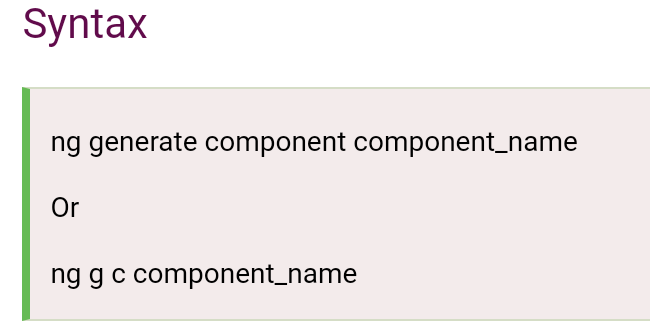 Syntax
ng generate component component_name
Or
ng g c component_name